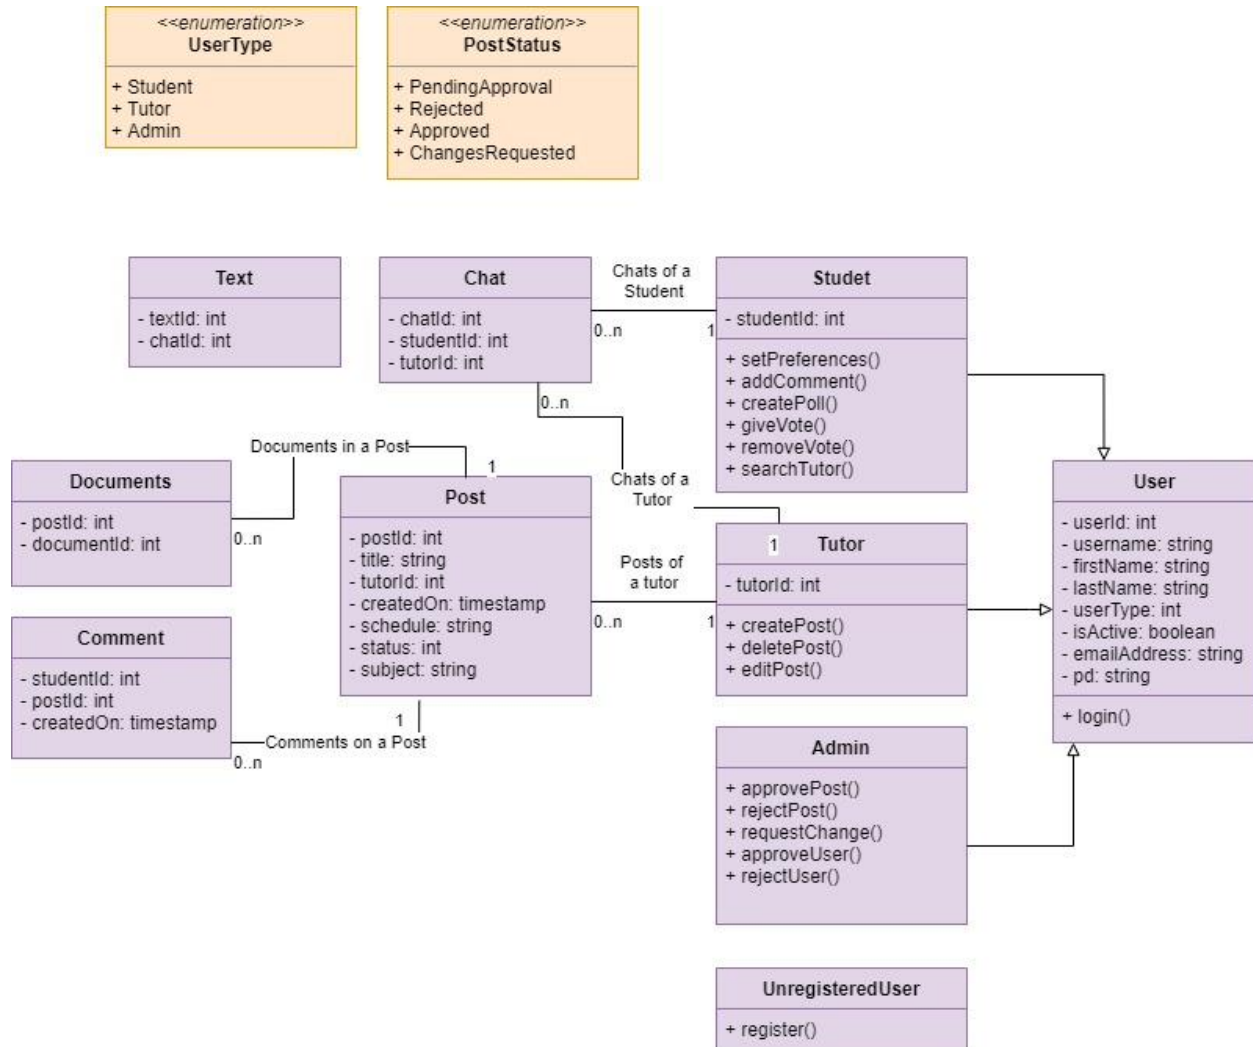 <<enumeration>>
UserType
+ Student
+ Tutor
+ Admin
<<enumeration>>
PostStatus
+ PendingApproval
+ Rejected
+ Approved
+ ChangesRequested
Text
- textId: int
- chatId: int
Chat
- chatId: int
- studentId: int
- tutorId: int
Chats of a
Student
0..n
1
Studet
- studentId: int
+ setPreferences()
+ addComment()
+ createPoll()
+ giveVote()
+ removeVote()
+ searchTutor()
0..n
Chats of a
Tutor
1
Documents in a Post
0..n
1
Documents
- postId: int
- documentId: int
Post
- postId: int
- title: string
- tutorId: int
- createdOn: timestamp
- schedule: string
- status: int
- subject: string
Posts of
a tutor
0..n
1
Tutor
- tutorId: int
+ createPost()
+ deletePost()
+ editPost()
User
- userId: int
- username: string
- firstName: string
- lastName: string
- userType: int
- isActive: boolean
- emailAddress: string
- pd: string
+ login()
Comment
- studentId: int
- postId: int
- createdOn: timestamp
1
Comments on a Post
0..n
Admin
+ approvePost()
+ rejectPost()
+ requestChange()
+ approveUser()
+ rejectUser()
UnregisteredUser
+ register()